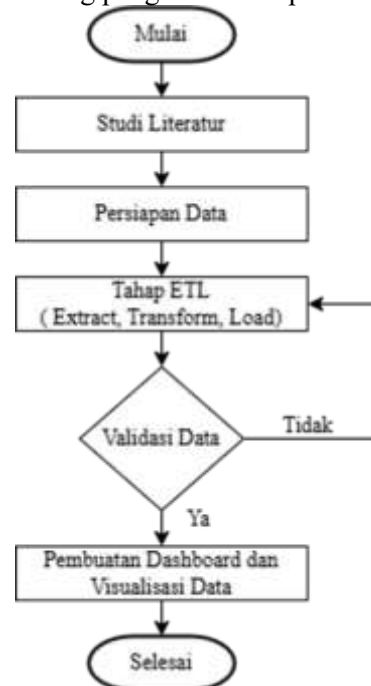 Mulai
Studi Literatur
Persiapan Data
Tahap ETL
( Extract, Transform, Load)
Validasi Data
Tidak
Ya
Pembuatan Dashboard dan
Visualisasi Data
Selesai